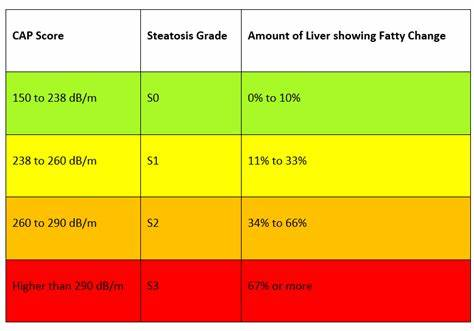 CAP Score Steatosis Grade Amount of Liver showing Fatty Change
150 to 238 dB/m S0 0% to 10%
238 to 260 dB/m S1 11% to 33%
260 to 290 dB/m S2 34% to 66%
Higher than 290 dB/m S3 67% or more